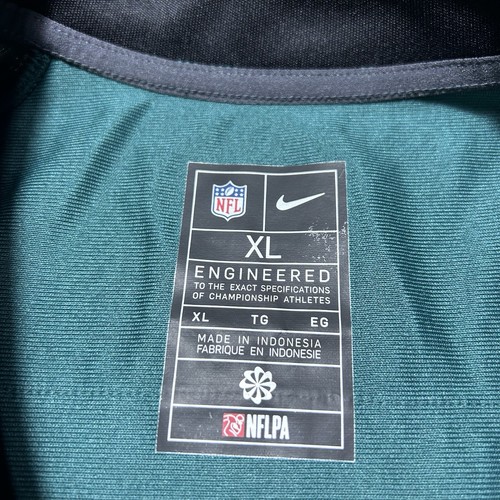 NFL
XL
ENGINEERED
TO THE EXACT SPECIFICATIONS
OF CHAMPIONSHIP ATHLETES
XL TG EG
MADE IN INDONESIA
FABRIQUE EN INDONESIE
NFLPA